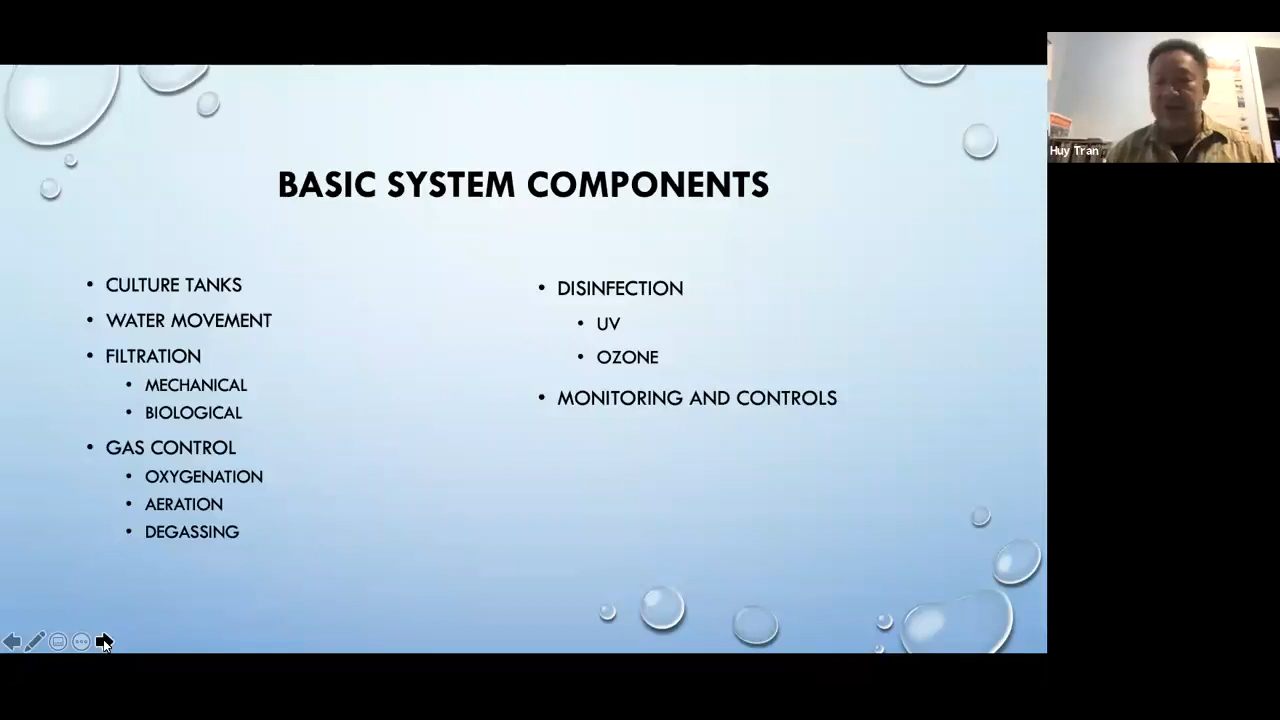 BASIC SYSTEM COMPONENTS
• CULTURE TANKS
• WATER MOVEMENT
• FILTRATION
• MECHANICAL
• BIOLOGICAL
• GAS CONTROL
• OXYGENATION
• AERATION
• DEGASSING
• DISINFECTION
• UV
• OZONE
• MONITORING AND CONTROLS
Huy Tran